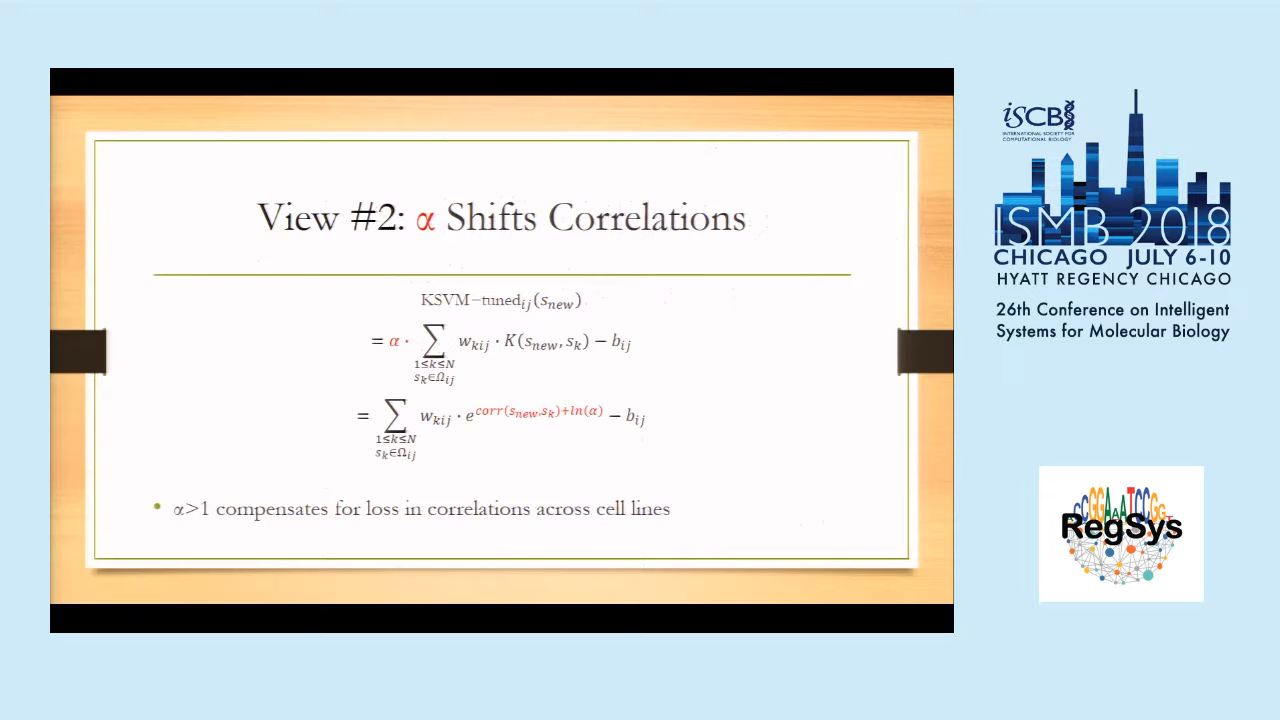 View #2: α Shifts Correlations
KSVM−tuned_ij(s_new)
= α · ∑_{1≤k≤N, s_k∈Ω_ij} w_kij · K(s_new, s_k) − b_ij
= ∑_{1≤k≤N, s_k∈Ω_ij} w_kij · e^{corr(s_new,s_k)+ln(α)} − b_ij
• α>1 compensates for loss in correlations across cell lines
iSCB
INTERNATIONAL SOCIETY FOR
COMPUTATIONAL BIOLOGY
ISMB 2018
CHICAGO JULY 6-10
HYATT REGENCY CHICAGO
26th Conference on Intelligent
Systems for Molecular Biology
RegSys